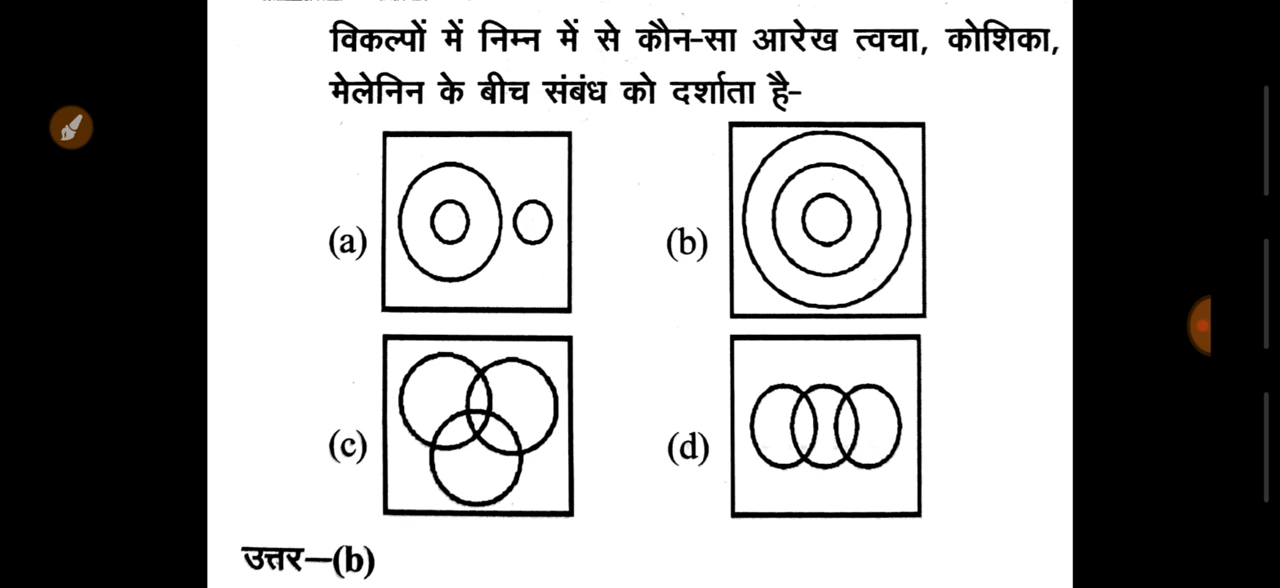 विकल्पों में निम्न में से कौन-सा आरेख त्वचा, कोशिका,
मेलेनिन के बीच संबंध को दर्शाता है-
(a) (b)
(c) (d)
उत्तर—(b)